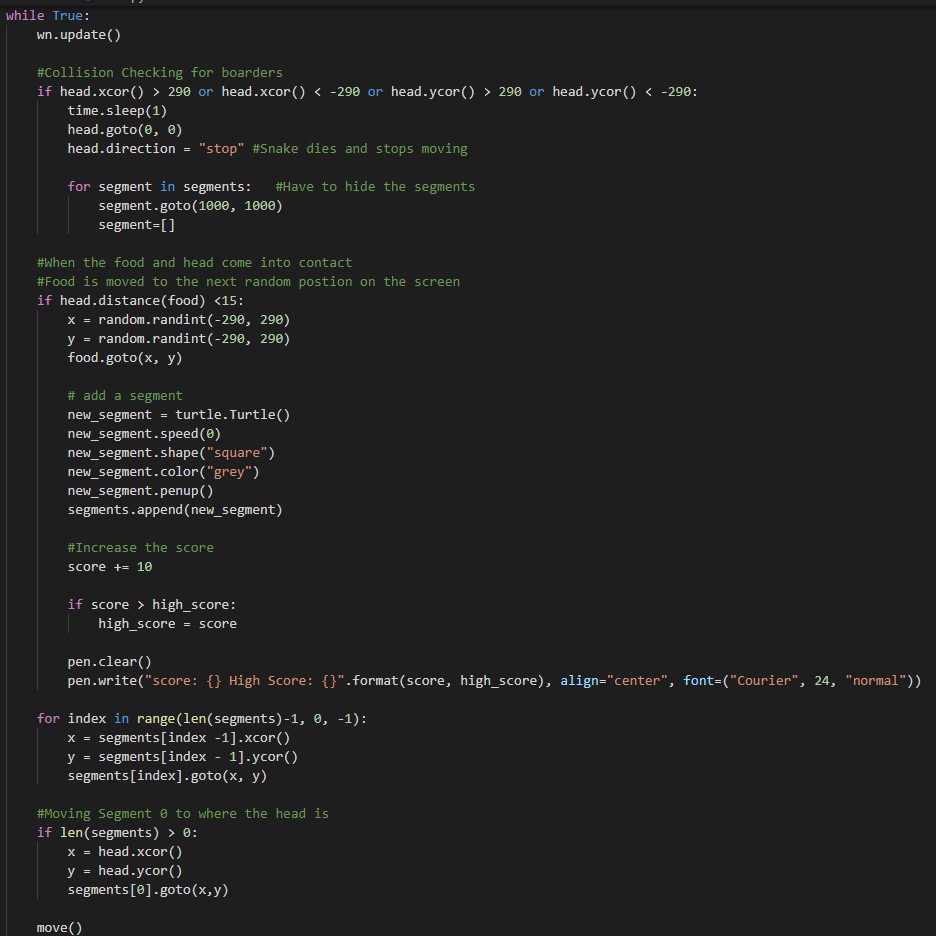 while True:
    wn.update()

    #Collision Checking for boarders
    if head.xcor() > 290 or head.xcor() < -290 or head.ycor() > 290 or head.ycor() < -290:
        time.sleep(1)
        head.goto(0, 0)
        head.direction = "stop" #Snake dies and stops moving

        for segment in segments:   #Have to hide the segments
            segment.goto(1000, 1000)
            segment=[]

    #When the food and head come into contact
    #Food is moved to the next random postion on the screen
    if head.distance(food) <15:
        x = random.randint(-290, 290)
        y = random.randint(-290, 290)
        food.goto(x, y)

        # add a segment
        new_segment = turtle.Turtle()
        new_segment.speed(0)
        new_segment.shape("square")
        new_segment.color("grey")
        new_segment.penup()
        segments.append(new_segment)

        #Increase the score
        score += 10

        if score > high_score:
            high_score = score

        pen.clear()
        pen.write("score: {} High Score: {}".format(score, high_score), align="center", font=("Courier", 24, "normal"))

    for index in range(len(segments)-1, 0, -1):
        x = segments[index -1].xcor()
        y = segments[index - 1].ycor()
        segments[index].goto(x, y)

    #Moving Segment 0 to where the head is
    if len(segments) > 0:
        x = head.xcor()
        y = head.ycor()
        segments[0].goto(x,y)

    move()